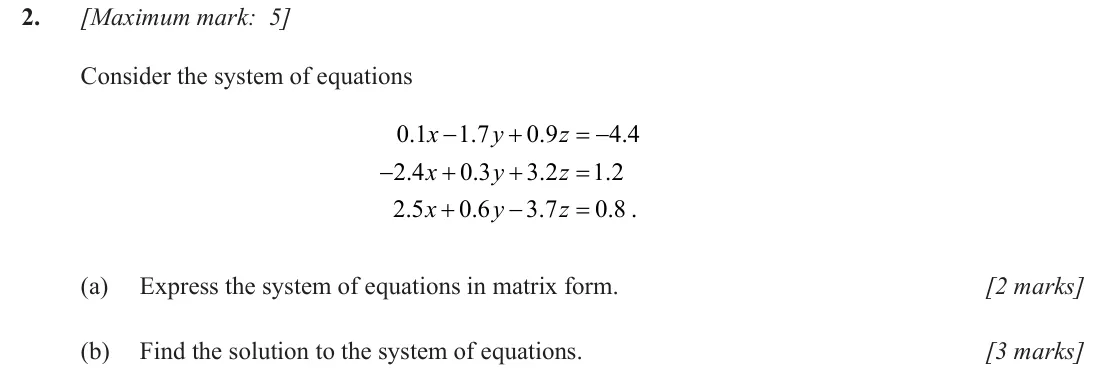 2. [Maximum mark: 5]
Consider the system of equations
0.1x−1.7y+0.9z=−4.4
−2.4x+0.3y+3.2z=1.2
2.5x+0.6y−3.7z=0.8.
(a) Express the system of equations in matrix form. [2 marks]
(b) Find the solution to the system of equations. [3 marks]